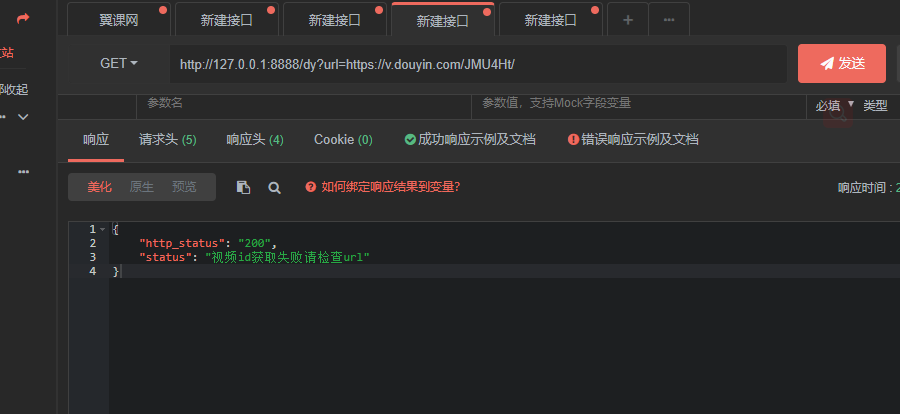 翼课网
新建接口
新建接口
新建接口
新建接口
+
...
站
GET
http://127.0.0.1:8888/dy?url=https://v.douyin.com/JMU4Ht/
发送
收起
参数名
参数值，支持Mock字段变量
必填
类型
响应
请求头 (5)
响应头 (4)
Cookie (0)
成功响应示例及文档
错误响应示例及文档
美化
原生
预览
如何绑定响应结果到变量?
响应时间 : 2
1 {
2 "http_status": "200",
3 "status": "视频id获取失败请检查url"
4 }